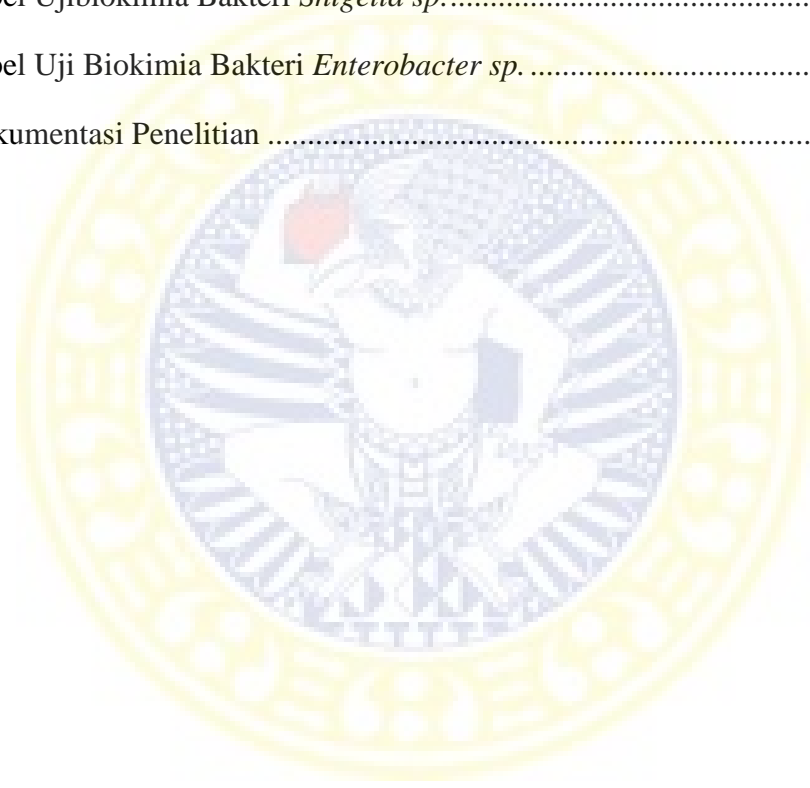 bel Ujibiokimia Bakteri Shigella sp. ............................................
bel Uji Biokimia Bakteri Enterobacter sp. ...................................
kumentasi Penelitian ....................................................................